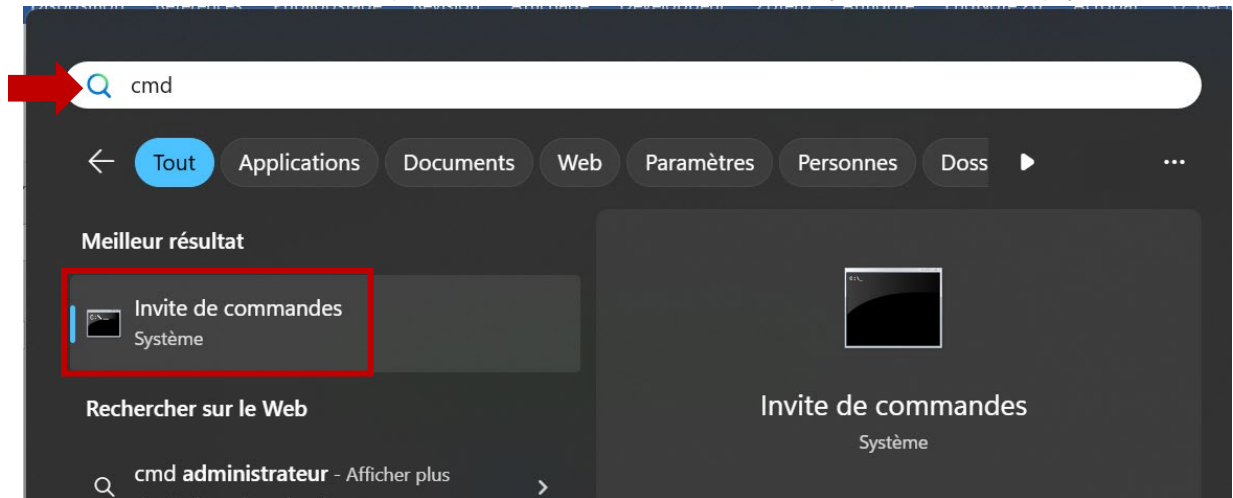 cmd
Tout Applications Documents Web Paramètres Personnes Doss
Meilleur résultat
Invite de commandes
Système
Rechercher sur le Web
cmd administrateur - Afficher plus
Invite de commandes
Système